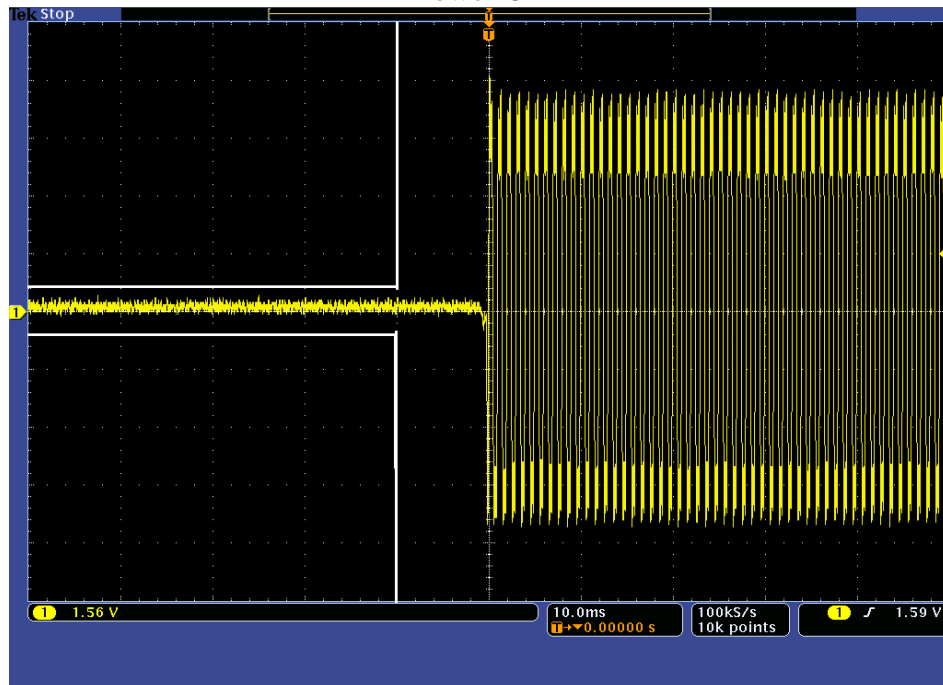 Tek Stop
T
T
1
1 1.56 V
10.0ms
T→▼0.00000 s
100kS/s
10k points
1 1.59 V